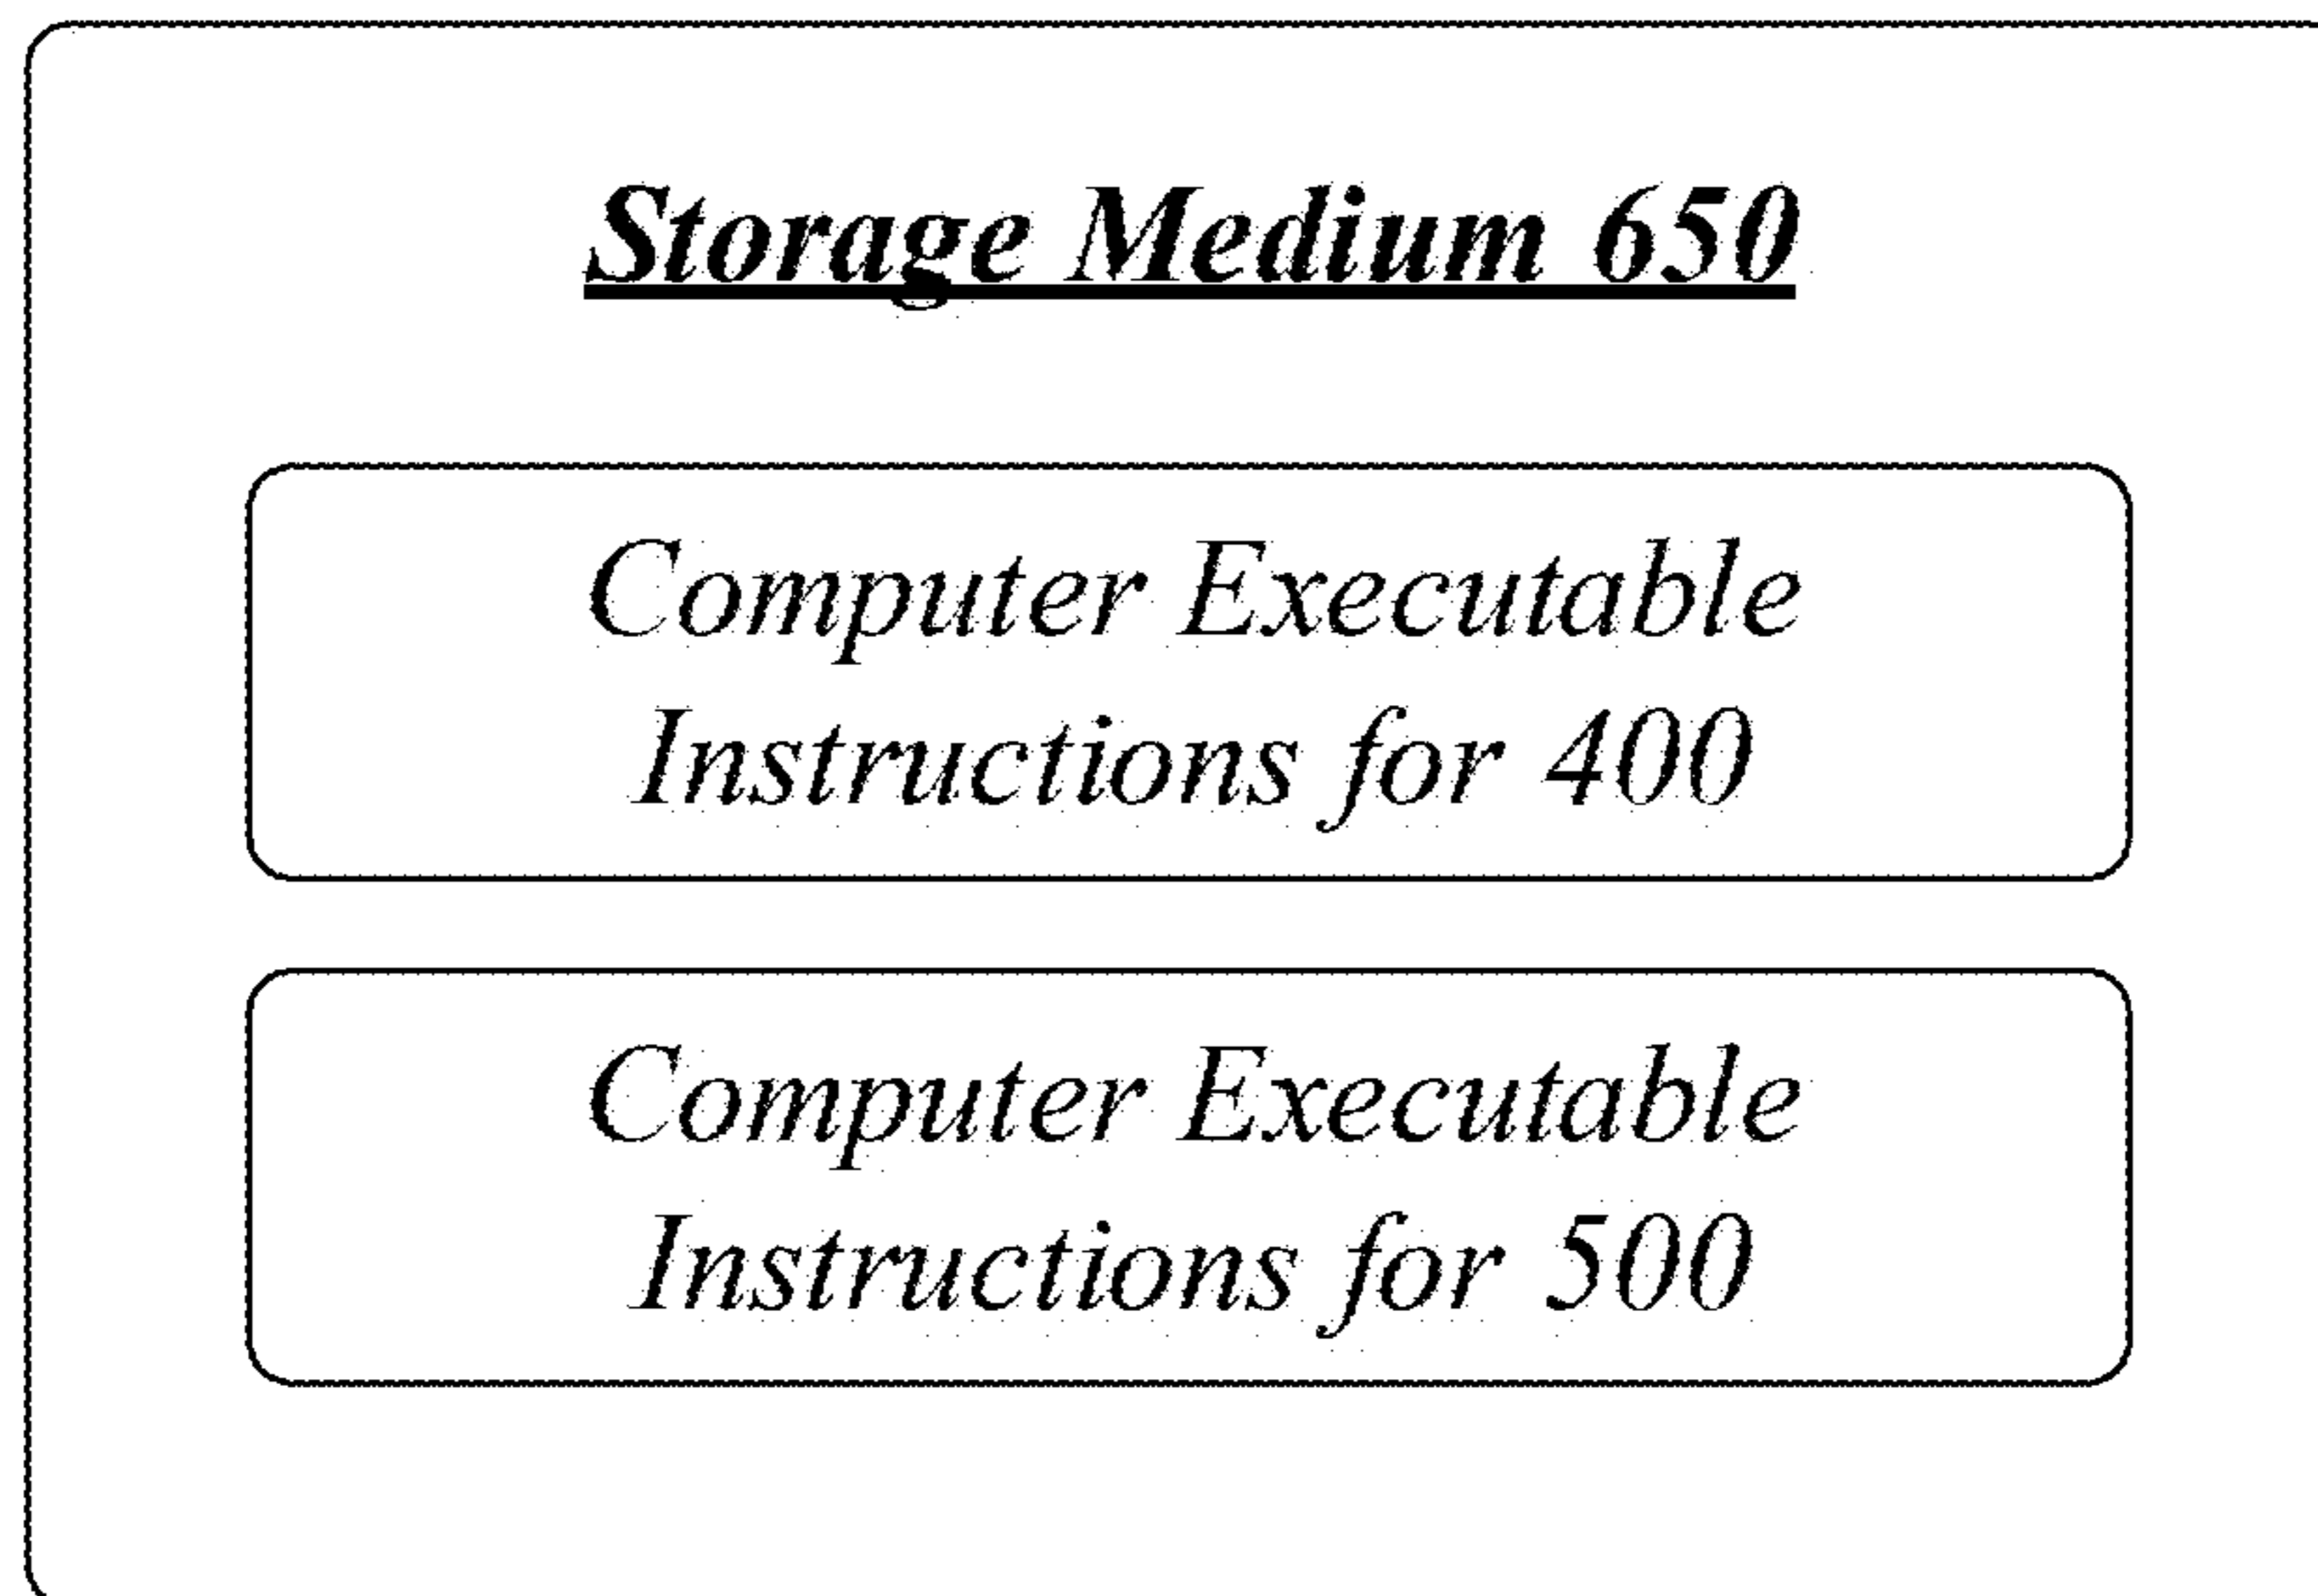 Storage Medium 650
Computer Executable
Instructions for 400
Computer Executable
Instructions for 500